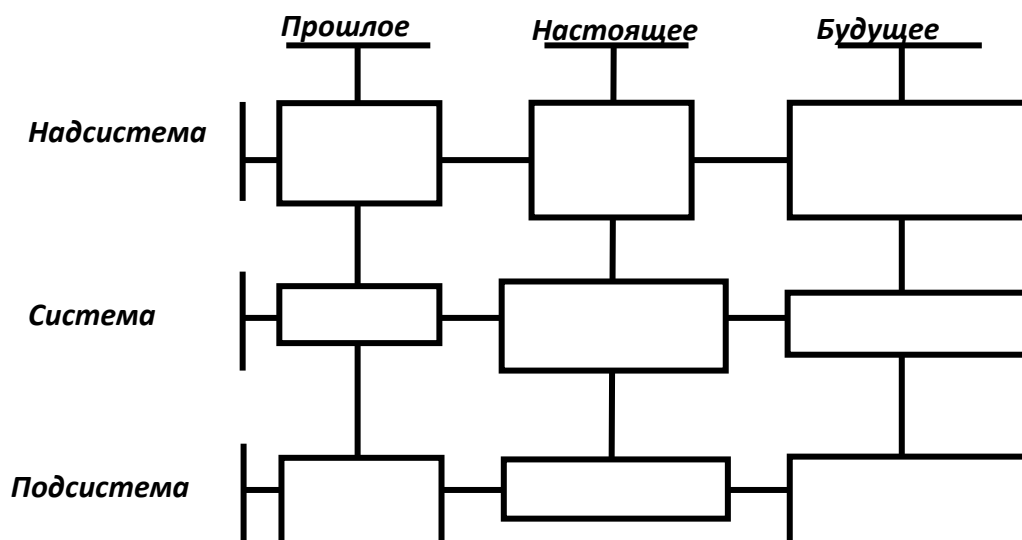 Прошлое Настоящее Будущее
Надсистема
Система
Подсистема